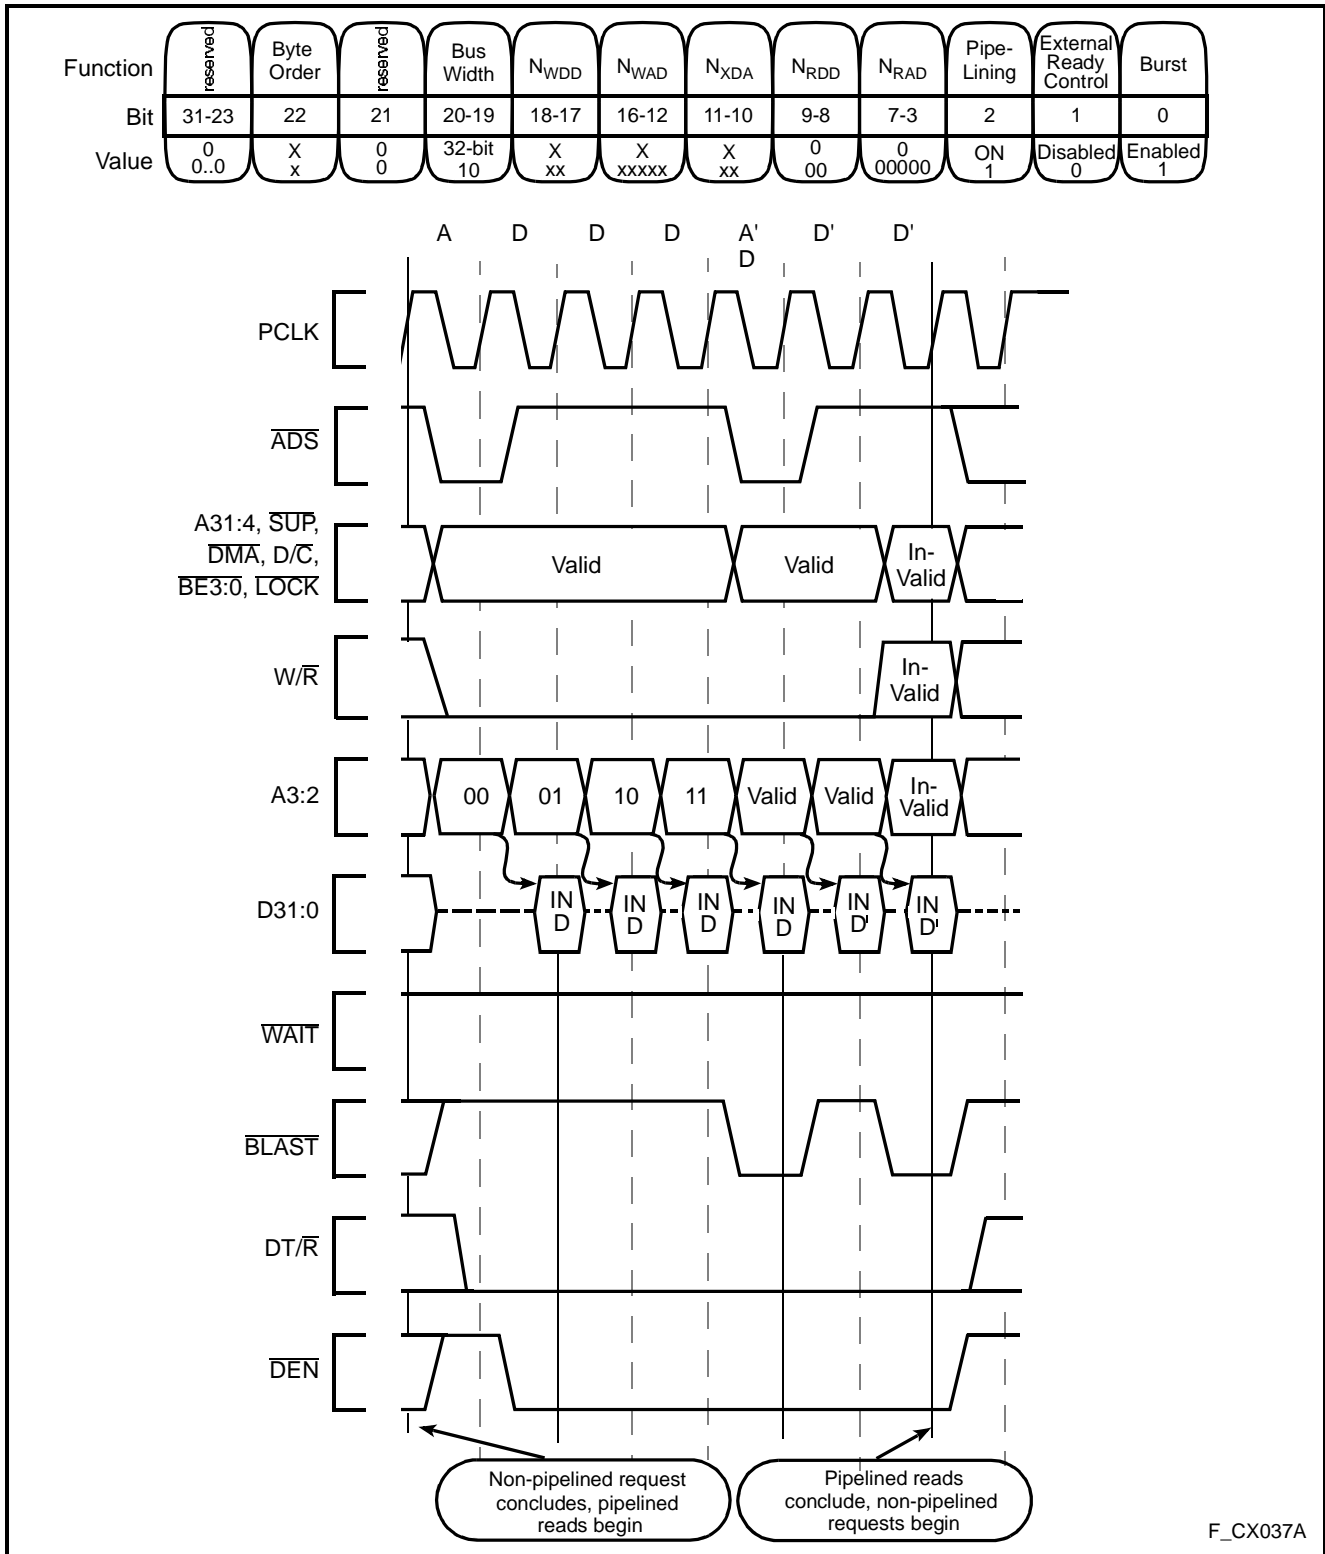 Function reserved Byte Order reserved Bus Width NWDD NWAD NXDA NRDD NRAD Pipe-Lining External Ready Control Burst
Bit 31-23 22 21 20-19 18-17 16-12 11-10 9-8 7-3 2 1 0
Value 0 X 0 32-bit X X X 0 0 ON Disabled Enabled
0..0 x 0 10 xx xxxxx xx 00 00000 1 0 1
A D D D A' D' D'
D
PCLK
ADS
A31:4, SUP,
DMA, D/C,
BE3:0, LOCK
Valid Valid In-Valid
W/R
In-Valid
A3:2
00 01 10 11 Valid Valid In-Valid
D31:0
IN IN IN IN IN IN
D D D D D' D'
WAIT
BLAST
DT/R
DEN
Non-pipelined request
concludes, pipelined
reads begin
Pipelined reads
conclude, non-pipelined
requests begin
F_CX037A